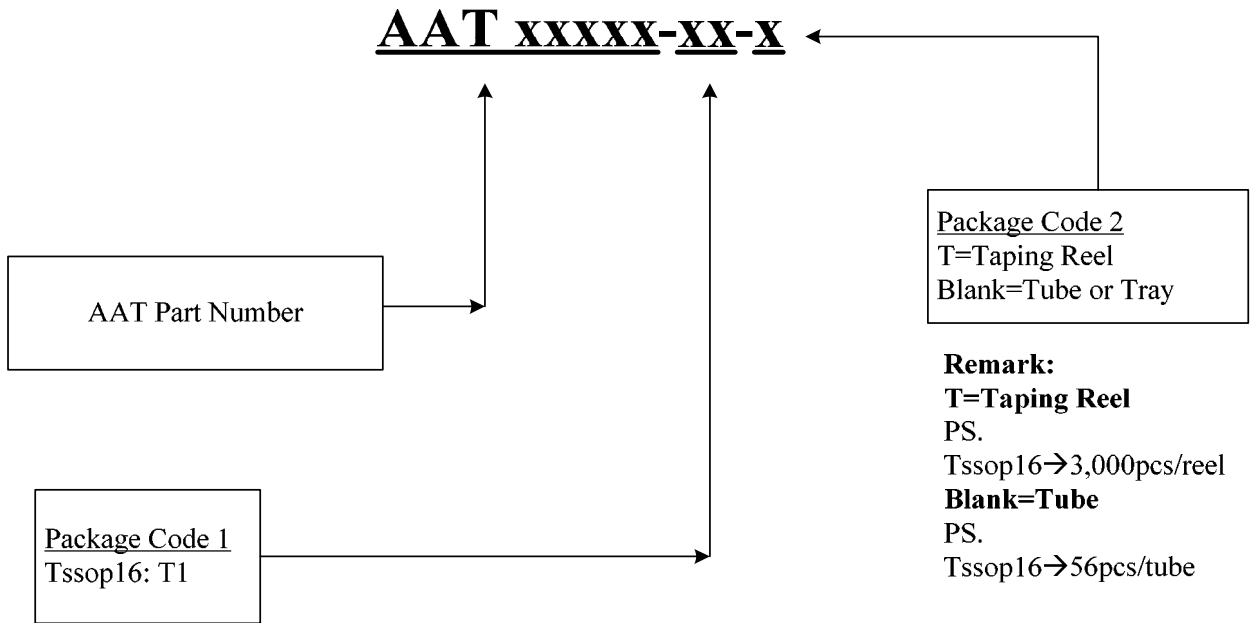 AAT xxxxx-xx-x
Package Code 2
T=Taping Reel
Blank=Tube or Tray
AAT Part Number
Remark:
T=Taping Reel
PS.
Tssop16→3,000pcs/reel
Blank=Tube
PS.
Tssop16→56pcs/tube
Package Code 1
Tssop16: T1